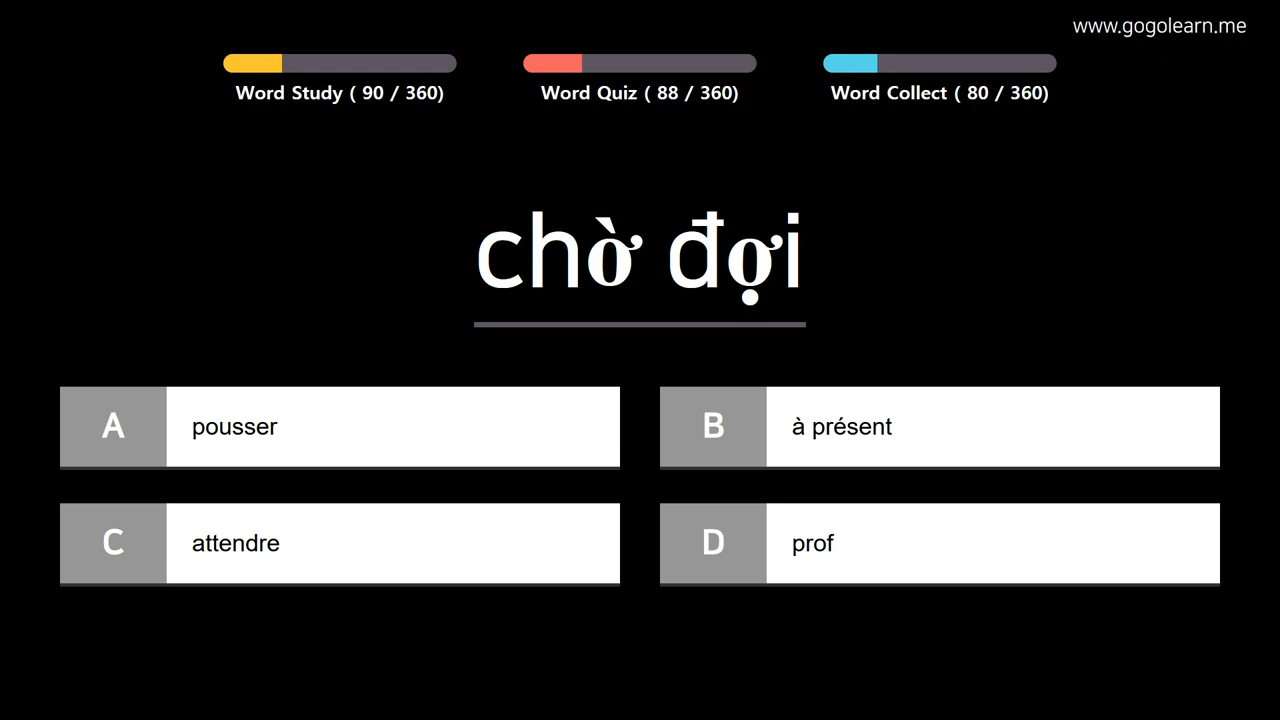 www.gogolearn.me
Word Study ( 90 / 360)
Word Quiz ( 88 / 360)
Word Collect ( 80 / 360)
chờ đợi
A pousser
B à présent
C attendre
D prof